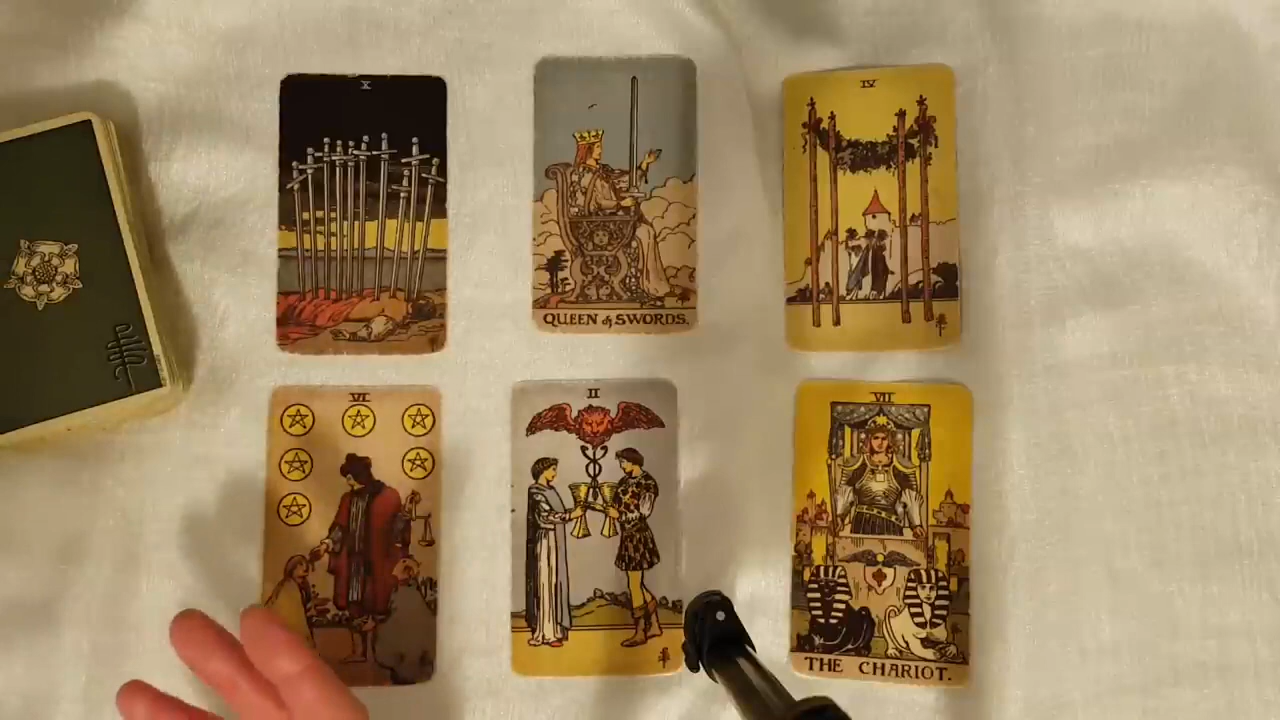 X
QUEEN of SWORDS.
IV
VI
II
VII
THE CHARIOT.